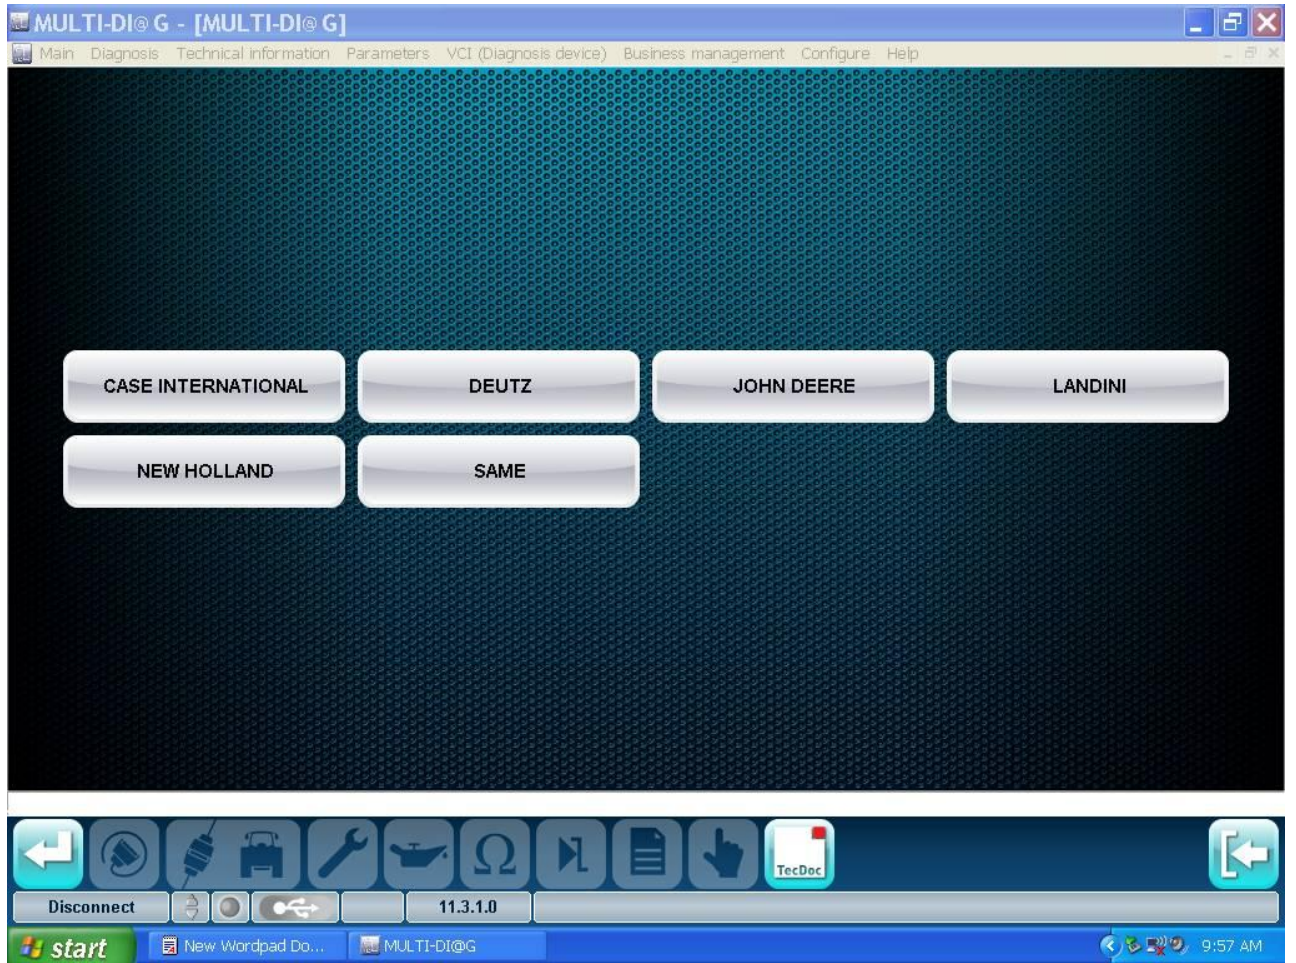 MULTI-DI@G - [MULTI-DI@G]
Main Diagnosis Technical information Parameters VCI (Diagnosis device) Business management Configure Help
CASE INTERNATIONAL DEUTZ JOHN DEERE LANDINI
NEW HOLLAND SAME
Ω
TecDoc
Disconnect 11.3.1.0
start New Wordpad Do... MULTI-DI@G 9:57 AM